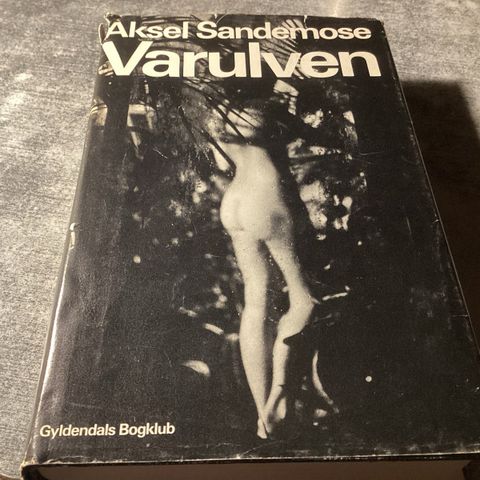 Aksel Sandemose
Varulven
Gyldendals Bogklub